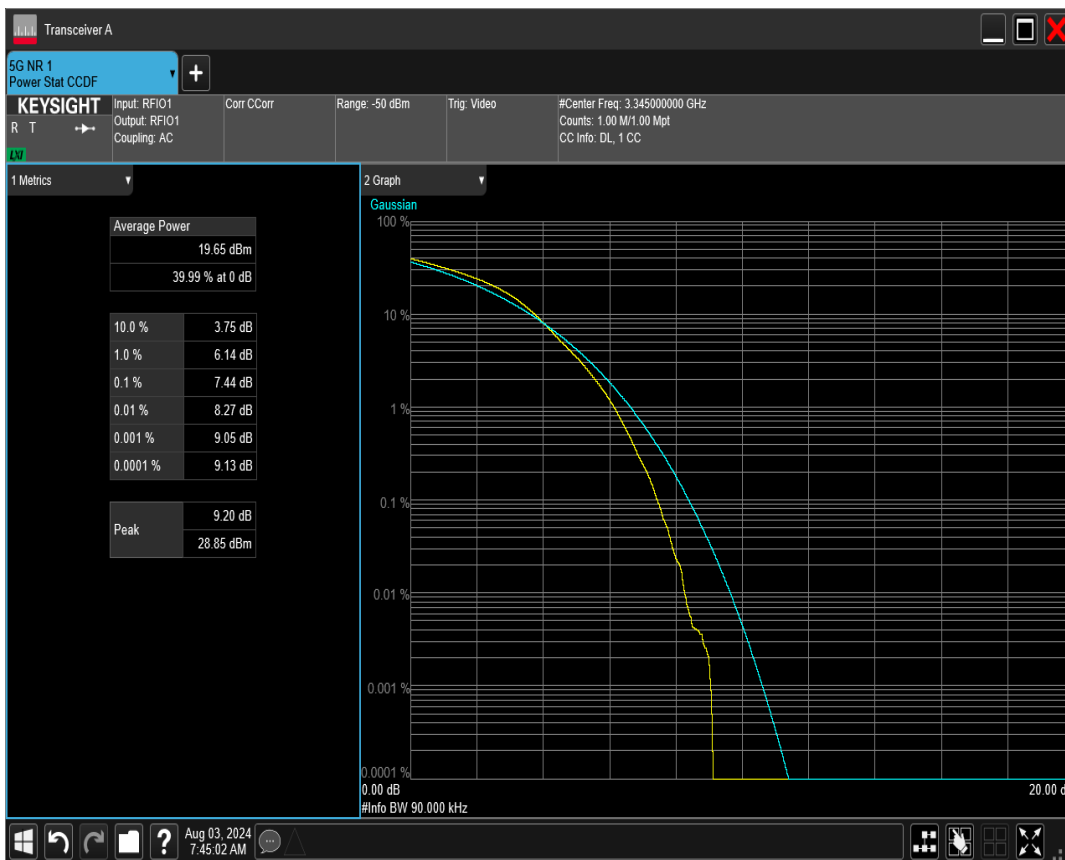 Transceiver A
5G NR 1
Power Stat CCDF
+
KEYSIGHT
R T
LXI
Input: RFIO1
Output: RFIO1
Coupling: AC
Corr CCorr
Range: -50 dBm
Trig: Video
#Center Freq: 3.345000000 GHz
Counts: 1.00 M/1.00 Mpt
CC Info: DL, 1 CC
1 Metrics
Average Power
19.65 dBm
39.99 % at 0 dB
10.0 % 3.75 dB
1.0 % 6.14 dB
0.1 % 7.44 dB
0.01 % 8.27 dB
0.001 % 9.05 dB
0.0001 % 9.13 dB
Peak
9.20 dB
28.85 dBm
2 Graph
Gaussian
100 %
10 %
1 %
0.1 %
0.01 %
0.001 %
0.0001 %
0.00 dB
20.00 d
#Info BW 90.000 kHz
?
Aug 03, 2024
7:45:02 AM